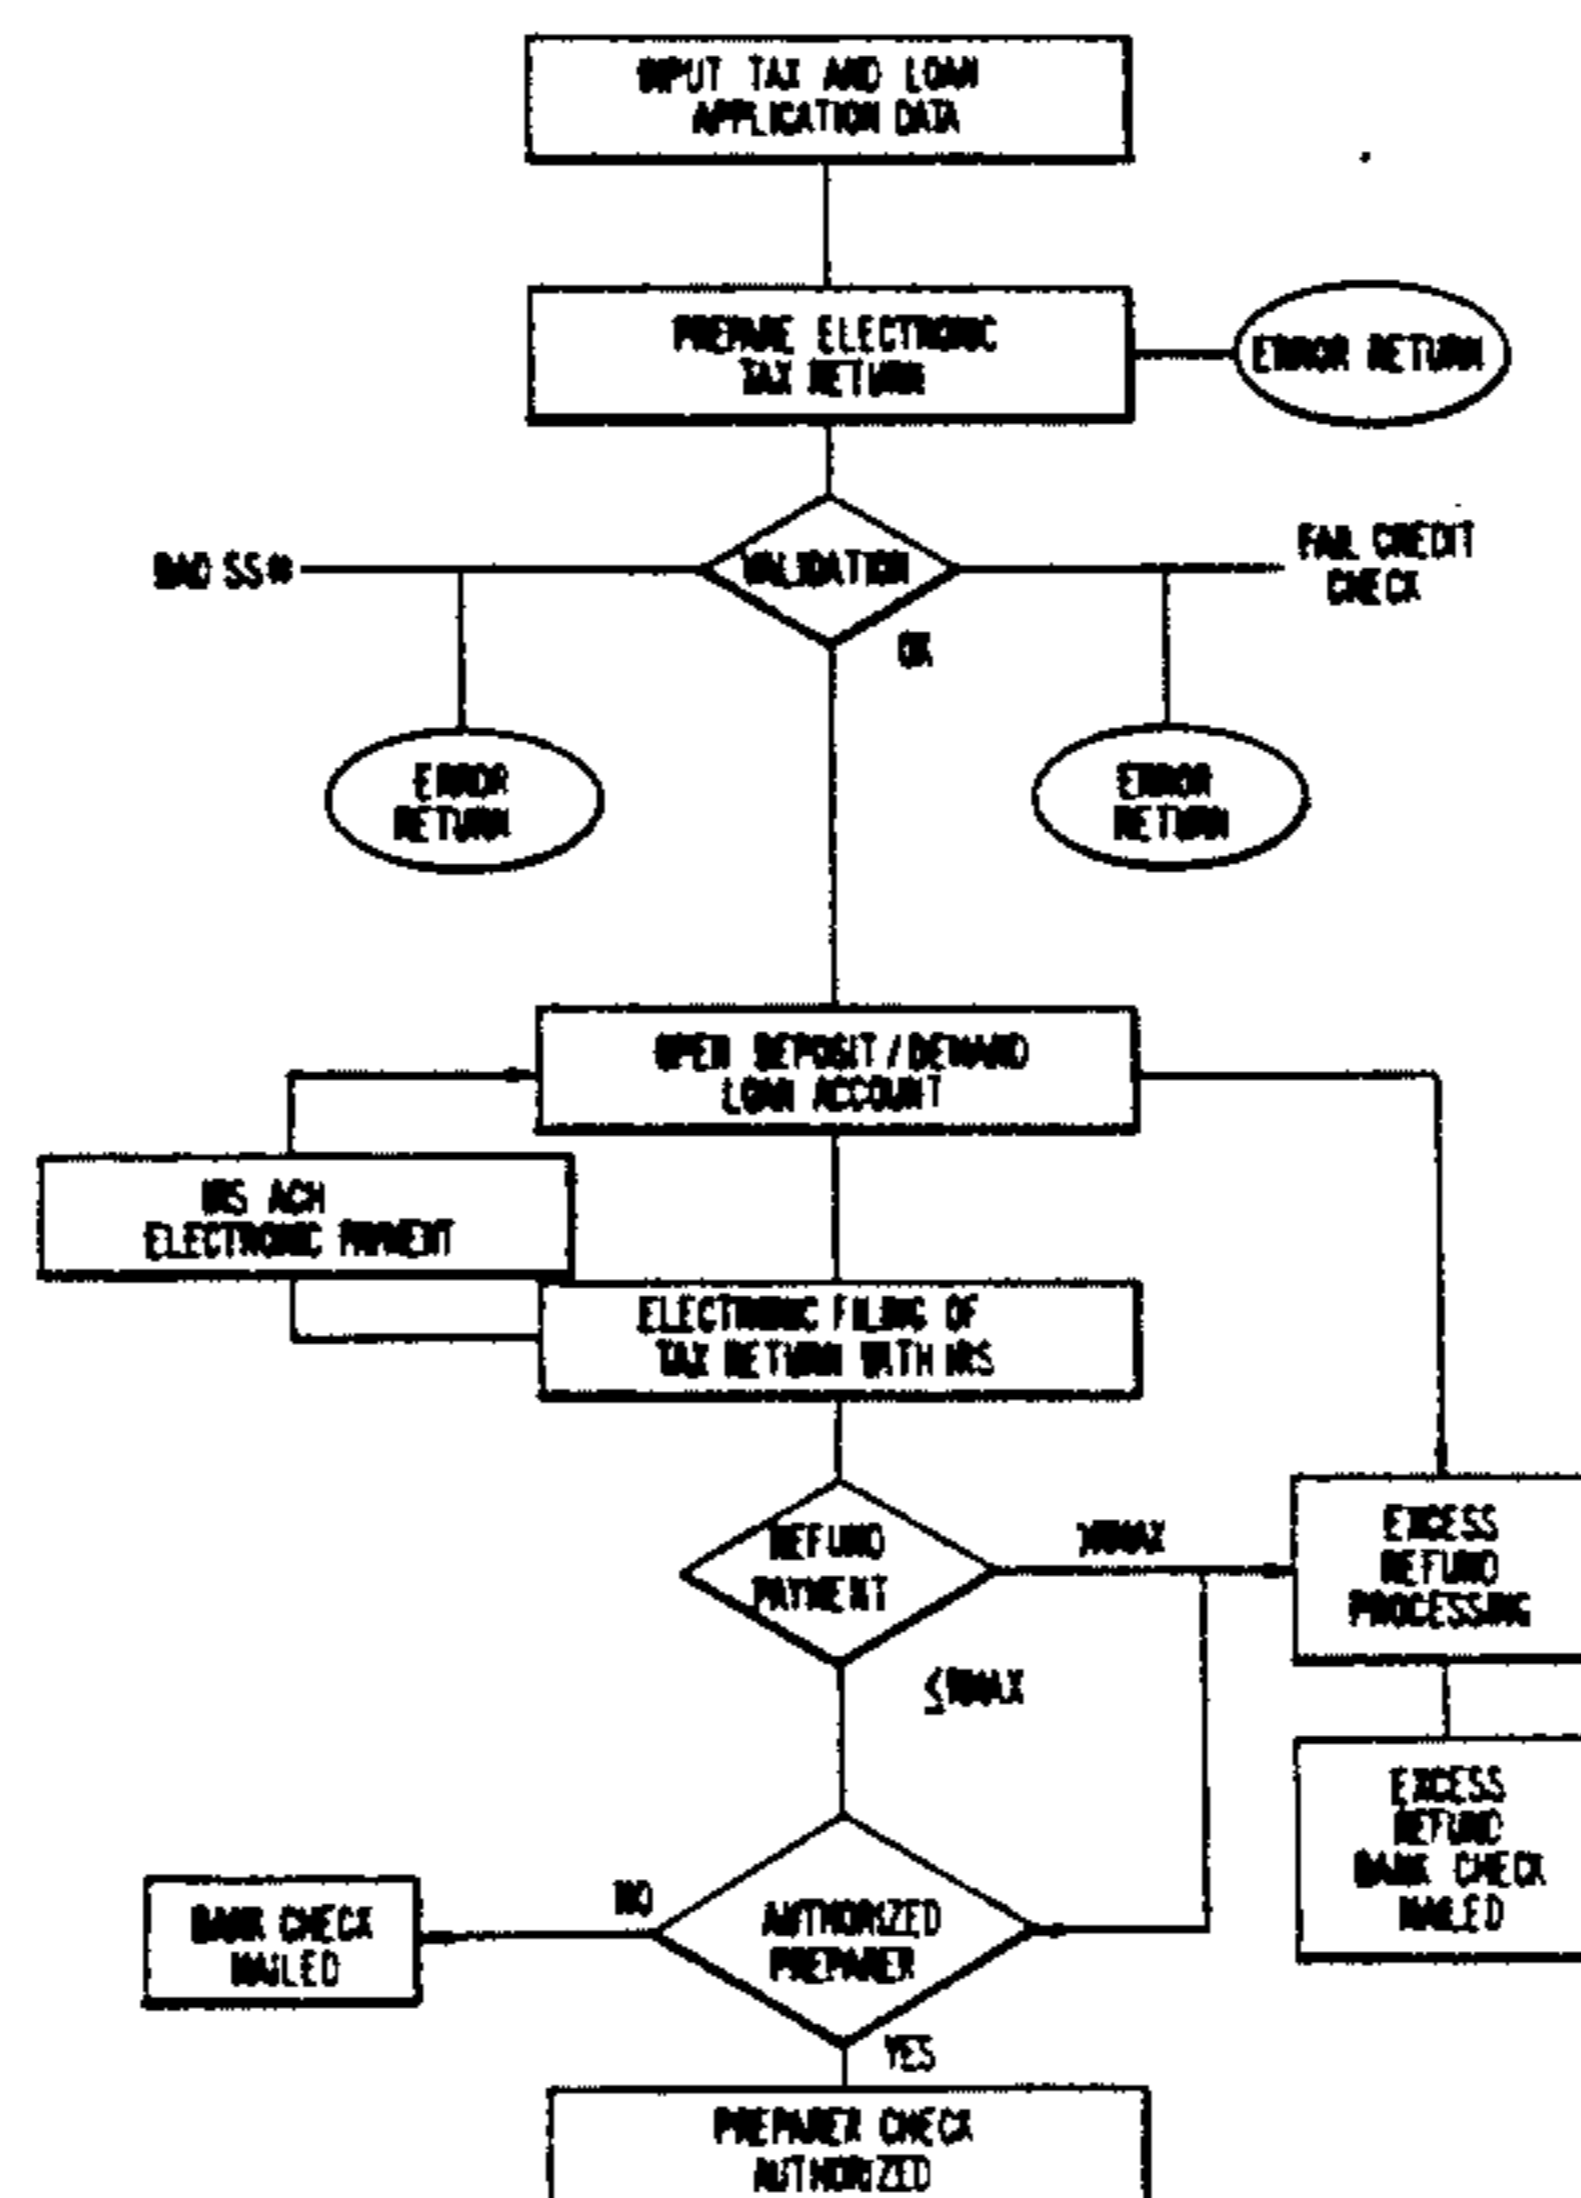 INPUT TAX AND LOAN
APPLICATION DATA
PREPARE ELECTRONIC
TAX RETURN
ERROR RETURN
BAD SS#
VALIDATION
FAIL CREDIT
CHECK
OK
ERROR
RETURN
ERROR
RETURN
OPEN DEPOSIT/DEMAND
LOAN ACCOUNT
IRS ACH
ELECTRONIC PAYMENT
ELECTRONIC FILING OF
TAX RETURN WITH IRS
REFUND
PAYMENT
>RMAX
EXCESS
REFUND
PROCESSING
≤RMAX
EXCESS
REFUND
BANK CHECK
MAILED
NO
BANK CHECK
MAILED
AUTHORIZED
PREPARER
YES
PREPARER CHECK
AUTHORIZED